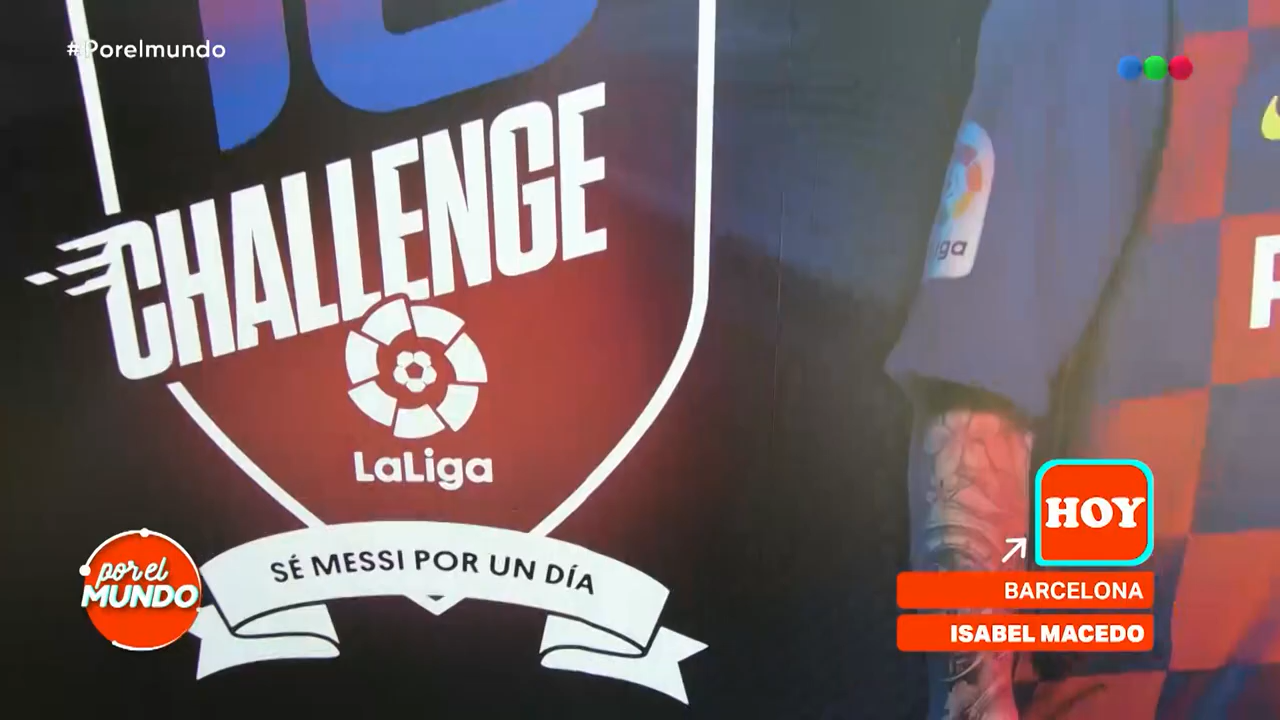 #Porelmundo
CHALLENGE
LaLiga
SÉ MESSI POR UN DÍA
por el
MUNDO
HOY
BARCELONA
ISABEL MACEDO